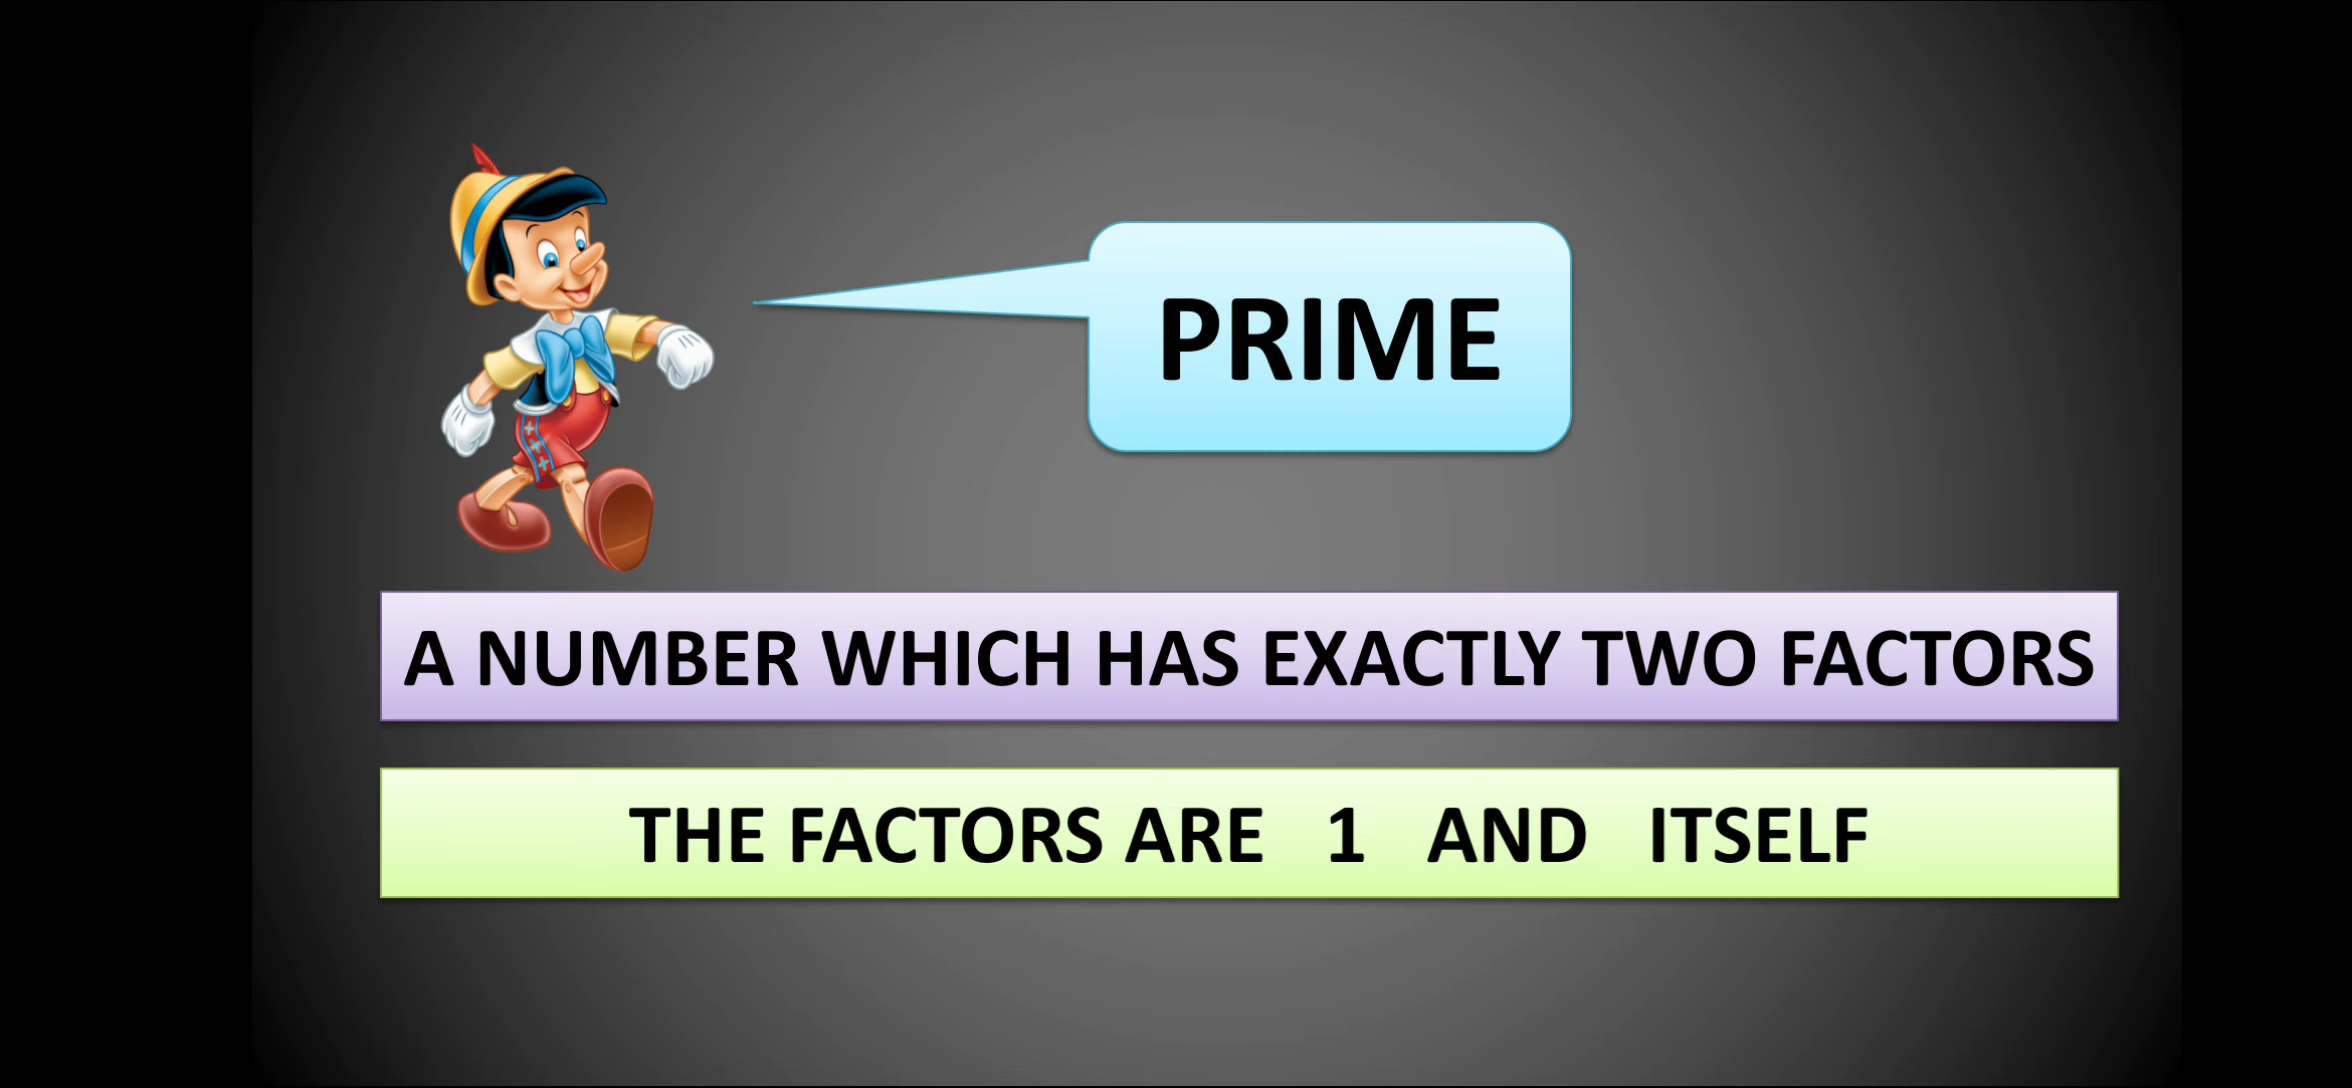 PRIME
A NUMBER WHICH HAS EXACTLY TWO FACTORS
THE FACTORS ARE 1 AND ITSELF